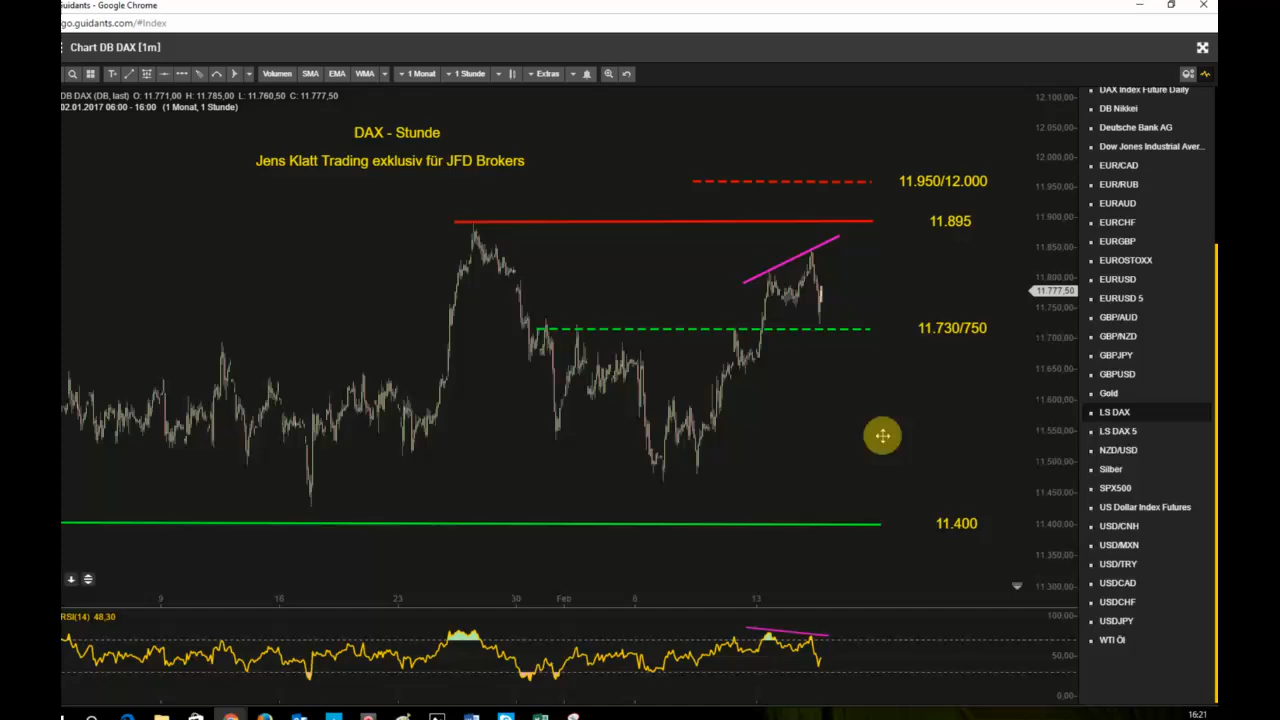 Guidants - Google Chrome
go.guidants.com/#Index
Chart DB DAX [1m]
Volumen SMA EMA WMA 1 Monat 1 Stunde Extras
DB DAX (DB, last) O: 11.771,00 H: 11.785,00 L: 11.760,50 C: 11.777,50
02.01.2017 06:00 - 16:00 (1 Monat, 1 Stunde)
DAX - Stunde
Jens Klatt Trading exklusiv für JFD Brokers
11.950/12.000
11.895
11.730/750
11.400
12.100,00
12.050,00
12.000,00
11.950,00
11.900,00
11.850,00
11.800,00
11.777,50
11.750,00
11.700,00
11.650,00
11.600,00
11.550,00
11.500,00
11.450,00
11.400,00
11.350,00
11.300,00
9 16 23 30 Feb 6 13
RSI(14) 48,30
100,00
50,00
0,00
DAX Index Future Daily
DB Nikkei
Deutsche Bank AG
Dow Jones Industrial Aver...
EUR/CAD
EUR/RUB
EURAUD
EURCHF
EURGBP
EUROSTOXX
EURUSD
EURUSD 5
GBP/AUD
GBP/NZD
GBPJPY
GBPUSD
Gold
LS DAX
LS DAX 5
NZD/USD
Silber
SPX500
US Dollar Index Futures
USD/CNH
USD/MXN
USD/TRY
USDCAD
USDCHF
USDJPY
WTI Öl
16:21